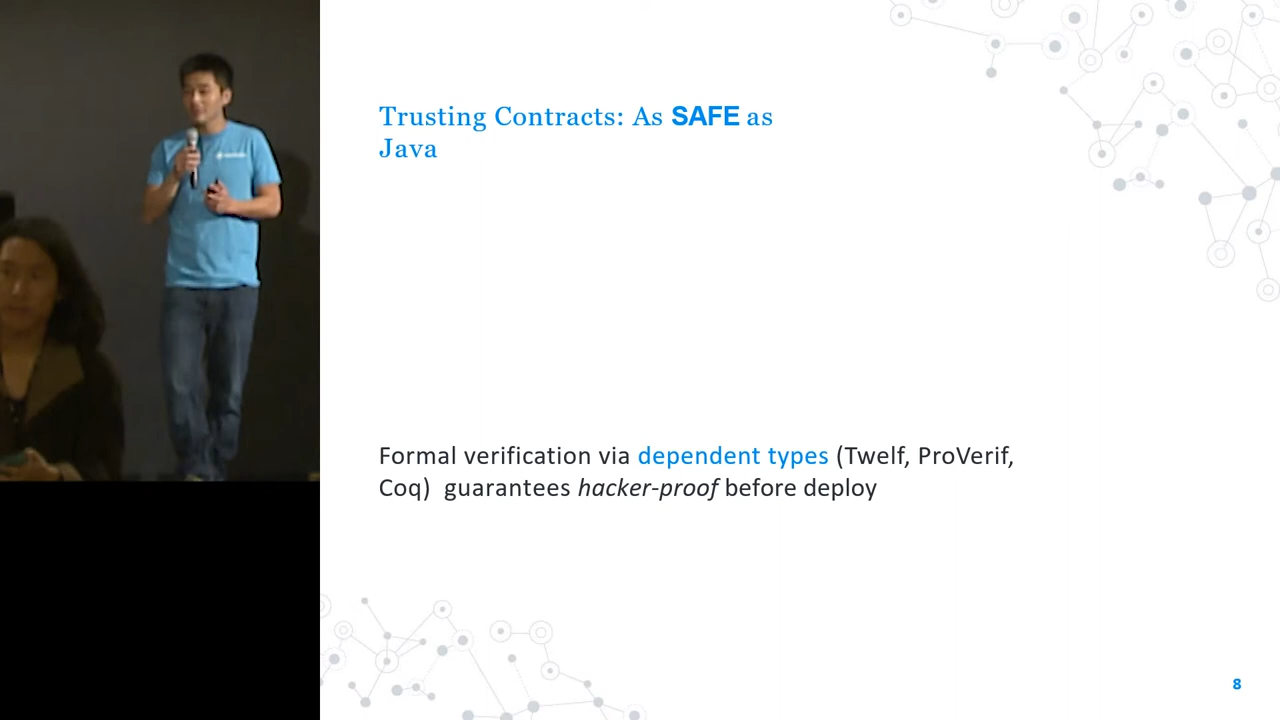 Trusting Contracts: As SAFE as
Java
Formal verification via dependent types (Twelf, ProVerif,
Coq) guarantees hacker-proof before deploy
8